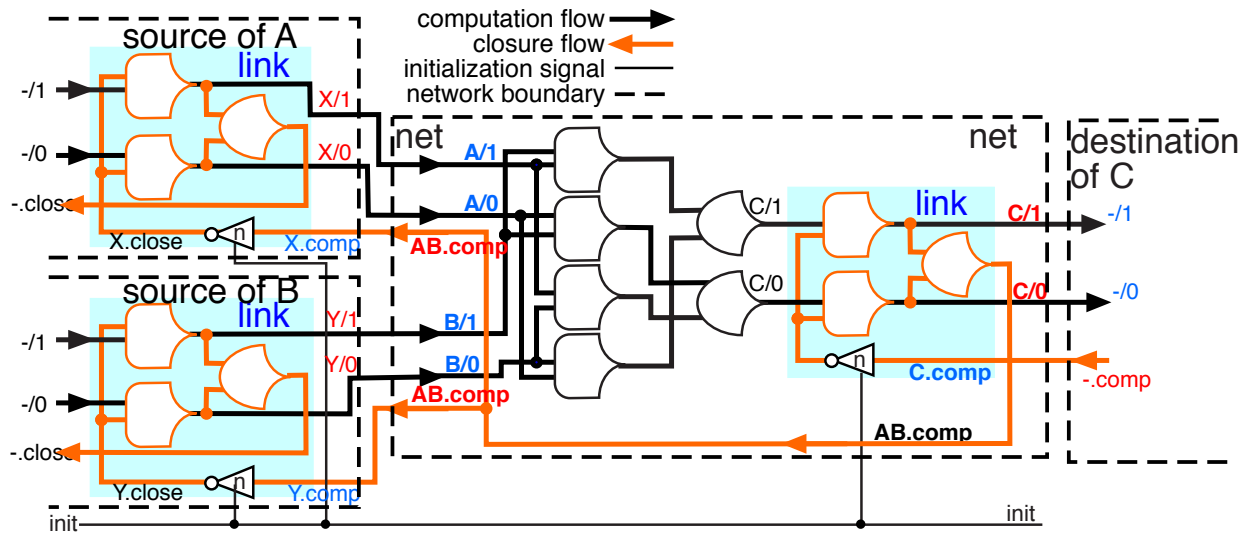 computation flow
closure flow
initialization signal
network boundary
source of A
link
-/1
-/0
-.close
X/1
X/0
X.close
n
X.comp
source of B
link
-/1
-/0
-.close
Y/1
Y/0
Y.close
n
Y.comp
net
net
A/1
A/0
AB.comp
B/1
B/0
AB.comp
C/1
C/0
link
n
C.comp
C/1
C/0
AB.comp
destination
of C
-/1
-/0
-.comp
init
init